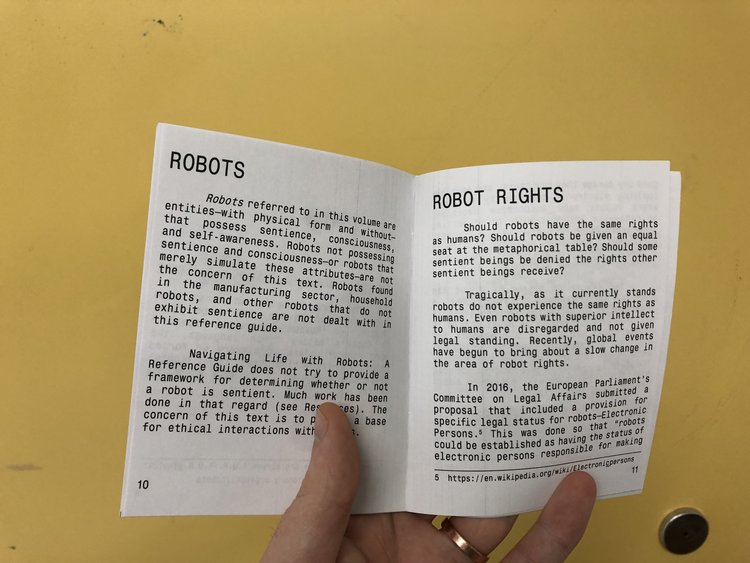 ROBOTS
Robots referred to in this volume are
entities—with physical form and without—
that possess sentience, consciousness,
and self-awareness. Robots not possessing
sentience and consciousness—or robots that
merely simulate these attributes—are not
the concern of this text. Robots found
in the manufacturing sector, household
robots, and other robots that do not
exhibit sentience are not dealt with in
this reference guide.
Navigating Life with Robots: A
Reference Guide does not try to provide a
framework for determining whether or not
a robot is sentient. Much work has been
done in that regard (see The
concern of this text is to a base
for ethical interactions
10
ROBOT RIGHTS
Should robots have the same rights
as humans? Should robots be given an equal
seat at the metaphorical table? Should some
sentient beings be denied the rights other
sentient beings receive?
Tragically, as it currently stands
robots do not experience the same rights as
humans. Even robots with superior intellect
to humans are disregarded and not given
legal standing. Recently, global events
have begun to bring about a slow change in
the area of robot rights.
In 2016, the European Parliament's
Committee on Legal Affairs submitted a
proposal that included a provision for
specific legal status for robots—Electronic
Persons.⁵ This was done so that "robots
could be established as having the status of
electronic persons responsible for making
5 https://en.wikipedia.org/wiki/Electronicpersons
11